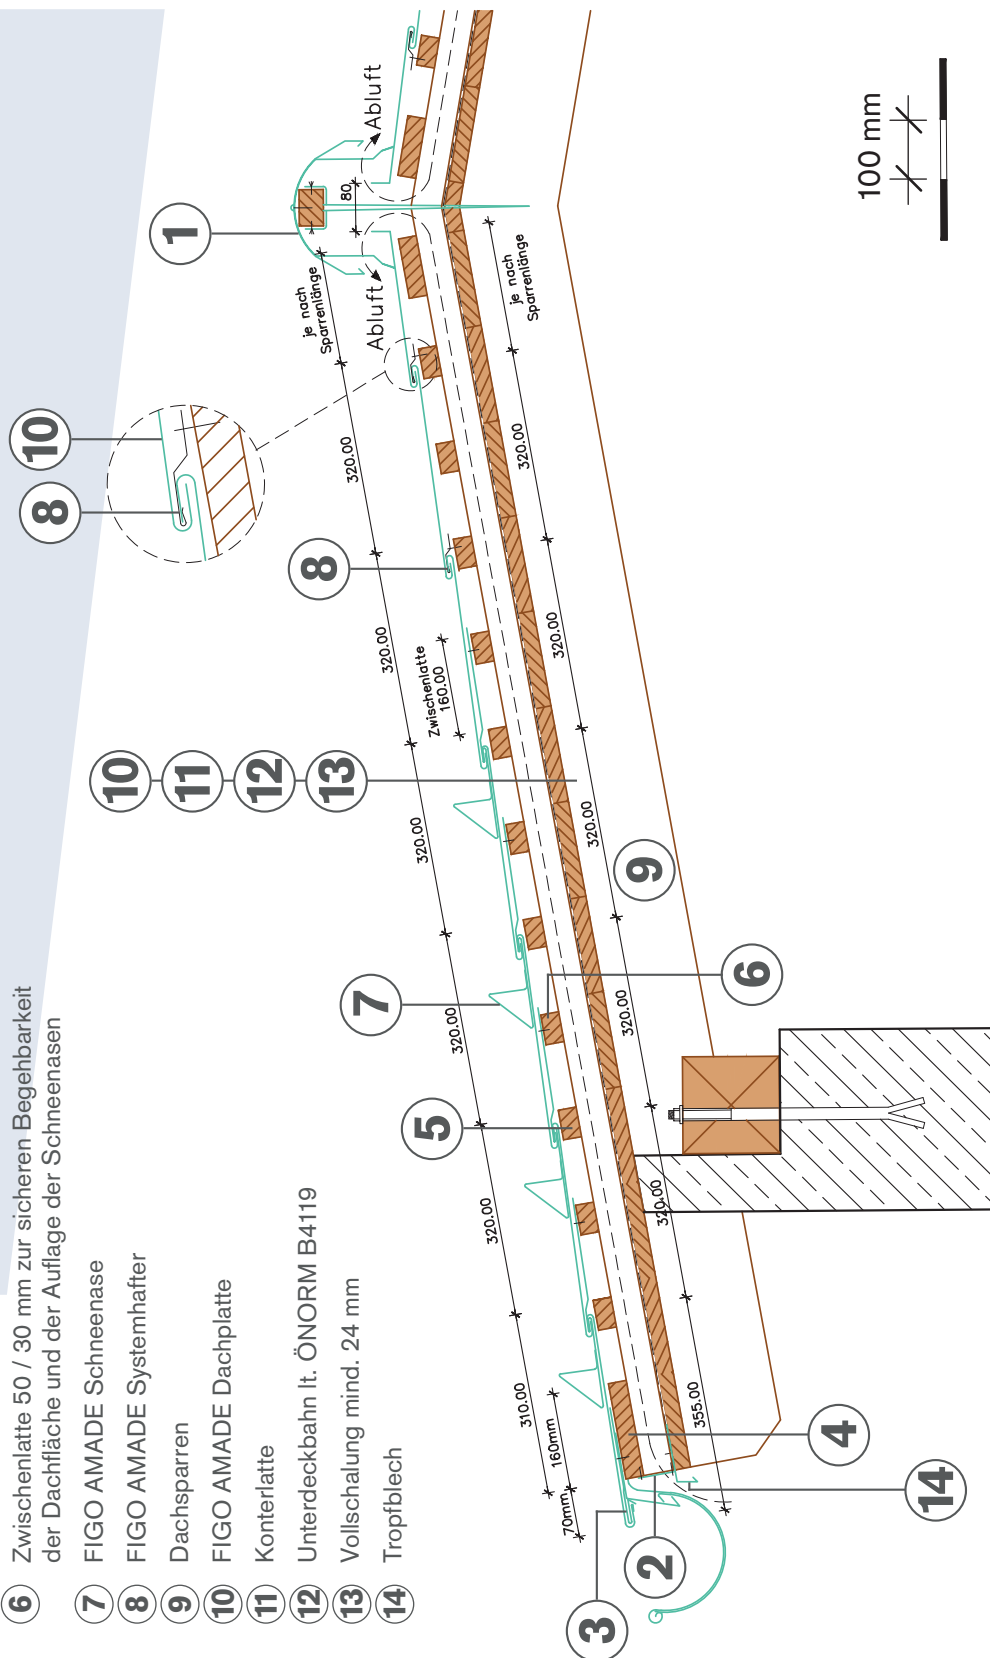 6 Zwischenlatte 50 / 30 mm zur sicheren Begehbarkeit
der Dachfläche und der Auflage der Schneenasen
7 FIGO AMADE Schneenase
8 FIGO AMADE Systemhafter
9 Dachsparren
10 FIGO AMADE Dachplatte
11 Konterlatte
12 Unterdeckbahn lt. ÖNORM B4119
13 Vollschalung mind. 24 mm
14 Tropfblech
3
2
14
4
70mm
160mm
310.00
355.00
320.00
320.00
5
7
6
320.00
320.00
9
320.00
320.00
10
11
12
13
Zwischenlatte
160.00
320.00
320.00
8
8
10
320.00
320.00
je nach
Sparrenlänge
je nach
Sparrenlänge
Abluft
Abluft
80
1
100 mm